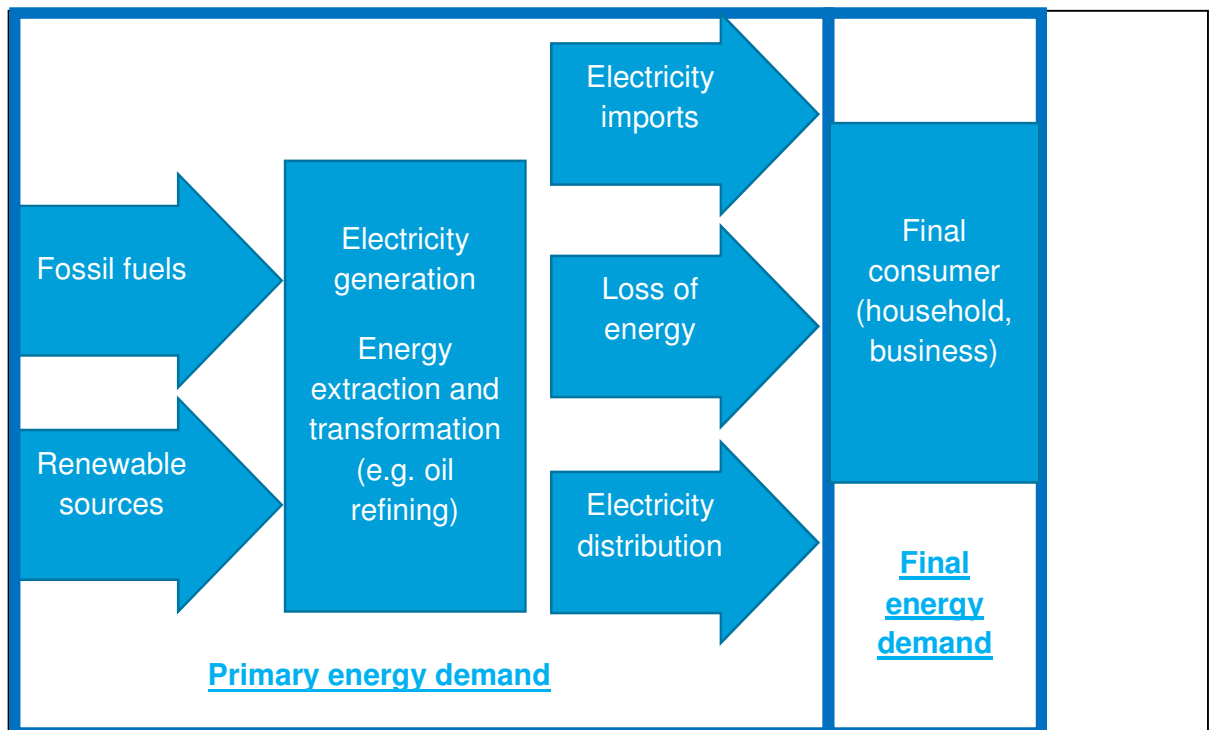 Fossil fuels
Renewable
sources
Electricity
generation
Energy
extraction and
transformation
(e.g. oil
refining)
Electricity
imports
Loss of
energy
Electricity
distribution
Final
consumer
(household,
business)
Primary energy demand
Final
energy
demand